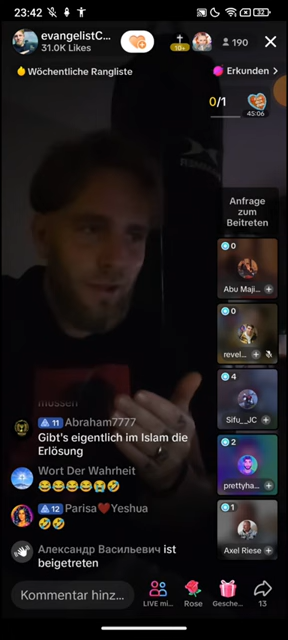 23:42
32
evangelistC...
31.0K Likes
10+
190
Wöchentliche Rangliste
Erkunden >
0/1
45:06
Anfrage
zum
Beitreten
0
Abu Maji...
0
revel...
4
Sifu__JC
2
prettyha...
1
Axel Riese
müssen
11 Abraham7777
Gibt's eigentlich im Islam die
Erlösung
Wort Der Wahrheit
😂😂😂😂😭🤣
12 Parisa❤️Yeshua
🤣🤣
Александр Васильевич ist
beigetreten
Kommentar hinz...
LIVE mi...
Rose
Gesche...
13